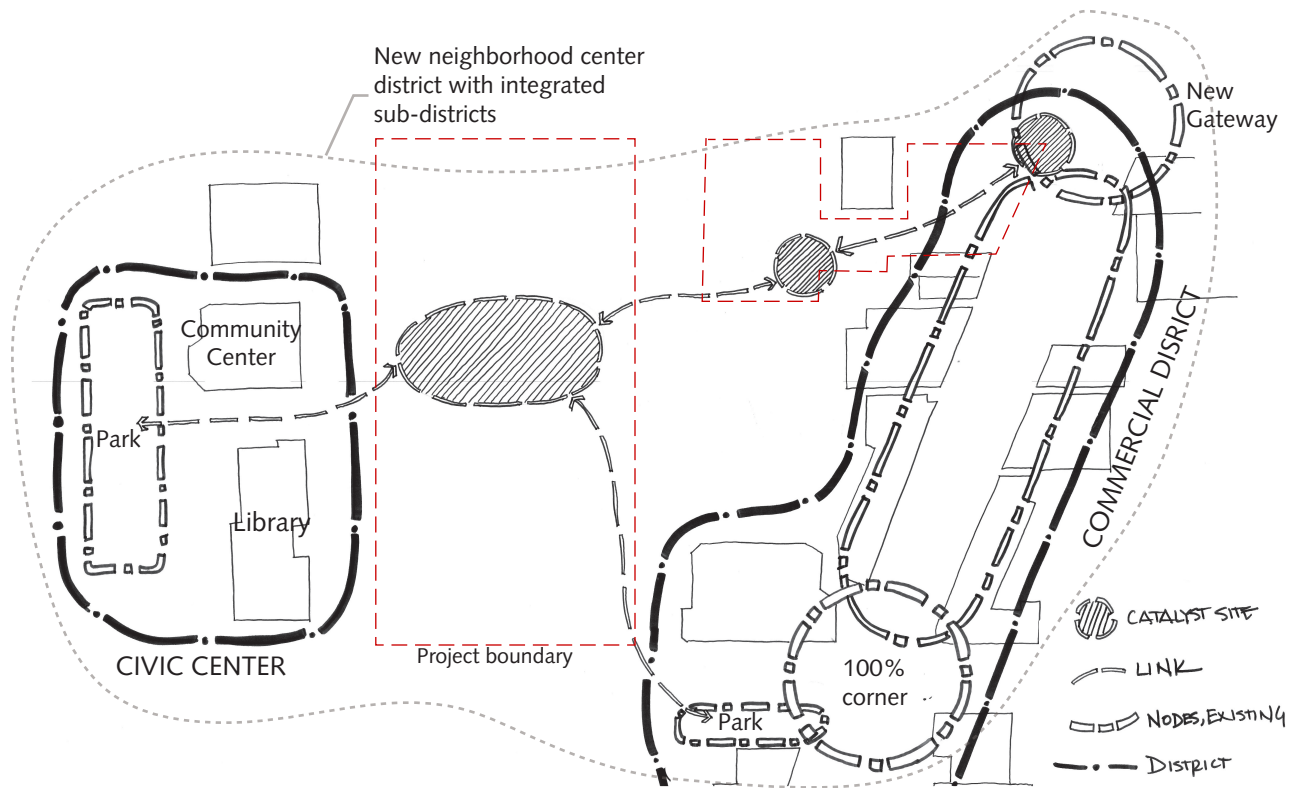 New neighborhood center
district with integrated
sub-districts
New
Gateway
Community
Center
Park
Library
CIVIC CENTER
Project boundary
COMMERCIAL DISRICT
100%
corner
Park
CATALYST SITE
LINK
NODES, EXISTING
DISTRICT